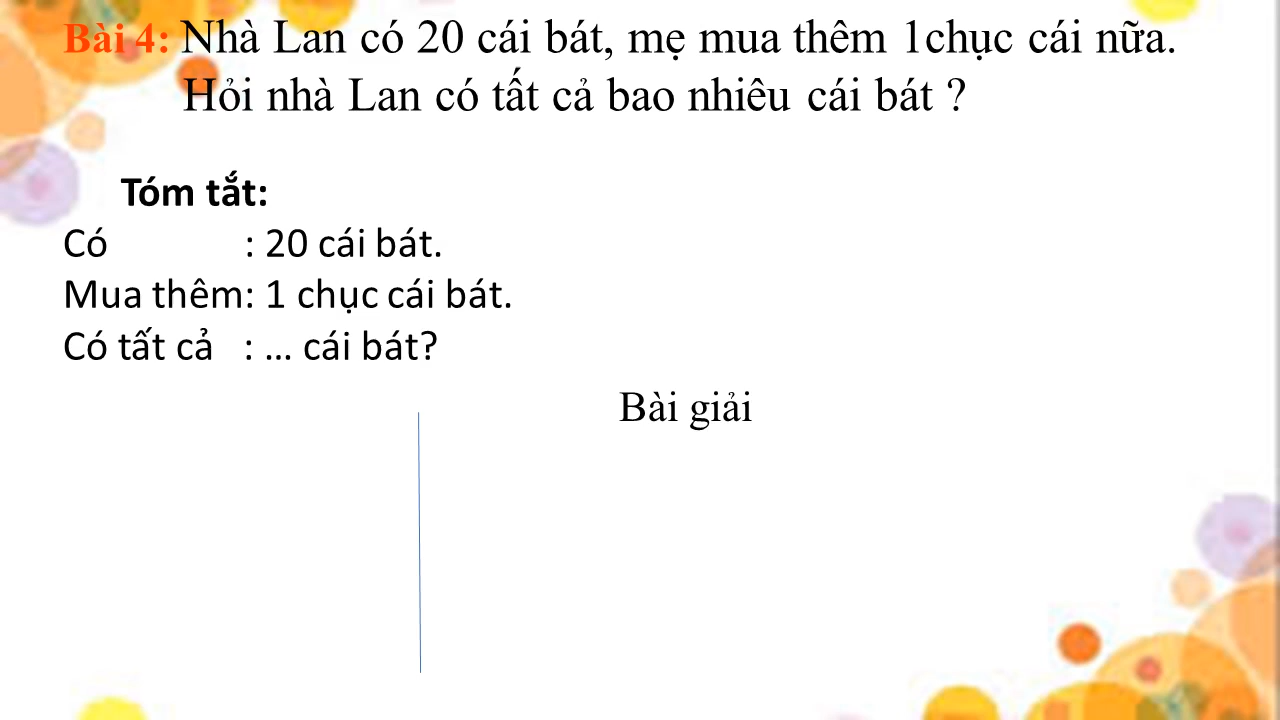 Bài 4: Nhà Lan có 20 cái bát, mẹ mua thêm 1chục cái nữa.
Hỏi nhà Lan có tất cả bao nhiêu cái bát ?
Tóm tắt:
Có : 20 cái bát.
Mua thêm: 1 chục cái bát.
Có tất cả : ... cái bát?
Bài giải